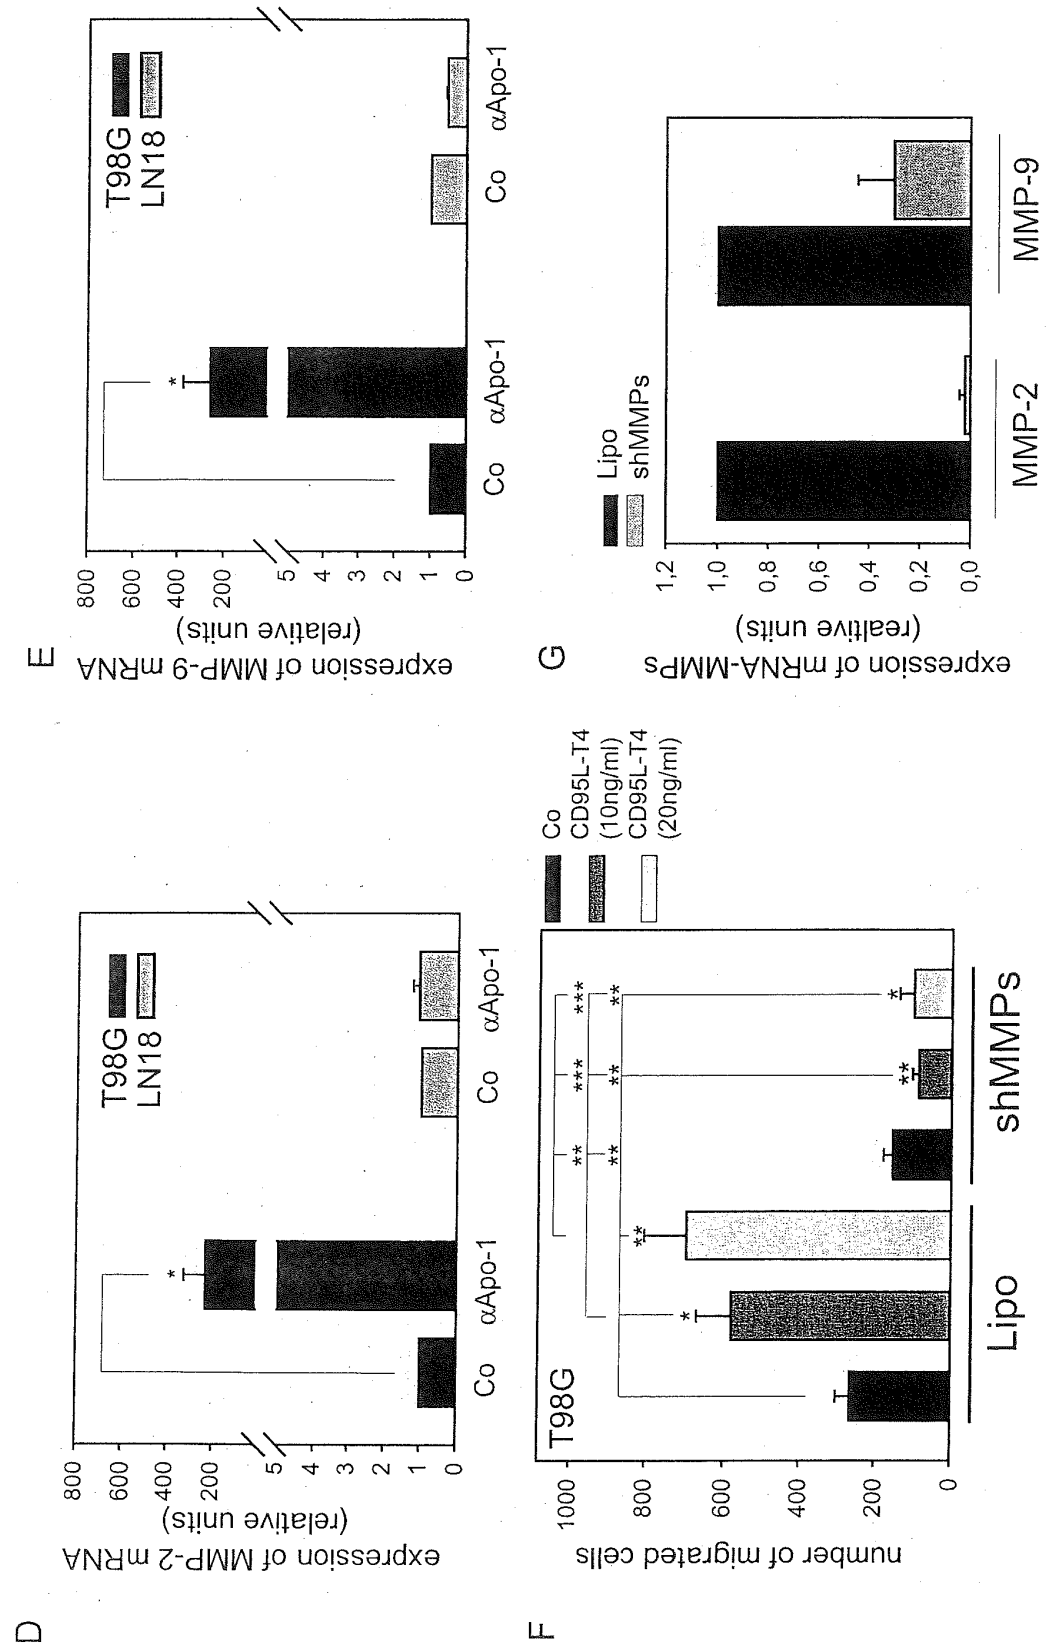 D
expression of MMP-2 mRNA
(relative units)
800
600
400
200
5
4
3
2
1
0
T98G
LN18
Co
αApo-1
Co
αApo-1
E
expression of MMP-9 mRNA
(relative units)
800
600
400
200
5
4
3
2
1
0
T98G
LN18
Co
αApo-1
Co
αApo-1
*
*
F
number of migrated cells
1000
800
600
400
200
0
T98G
** *** ***
** ** **
* ** ** *
Lipo
shMMPs
Co
CD95L-T4
(10ng/ml)
CD95L-T4
(20ng/ml)
G
expression of mRNA-MMPs
(realtive units)
1,2
1,0
0,8
0,6
0,4
0,2
0,0
Lipo
shMMPs
MMP-2
MMP-9